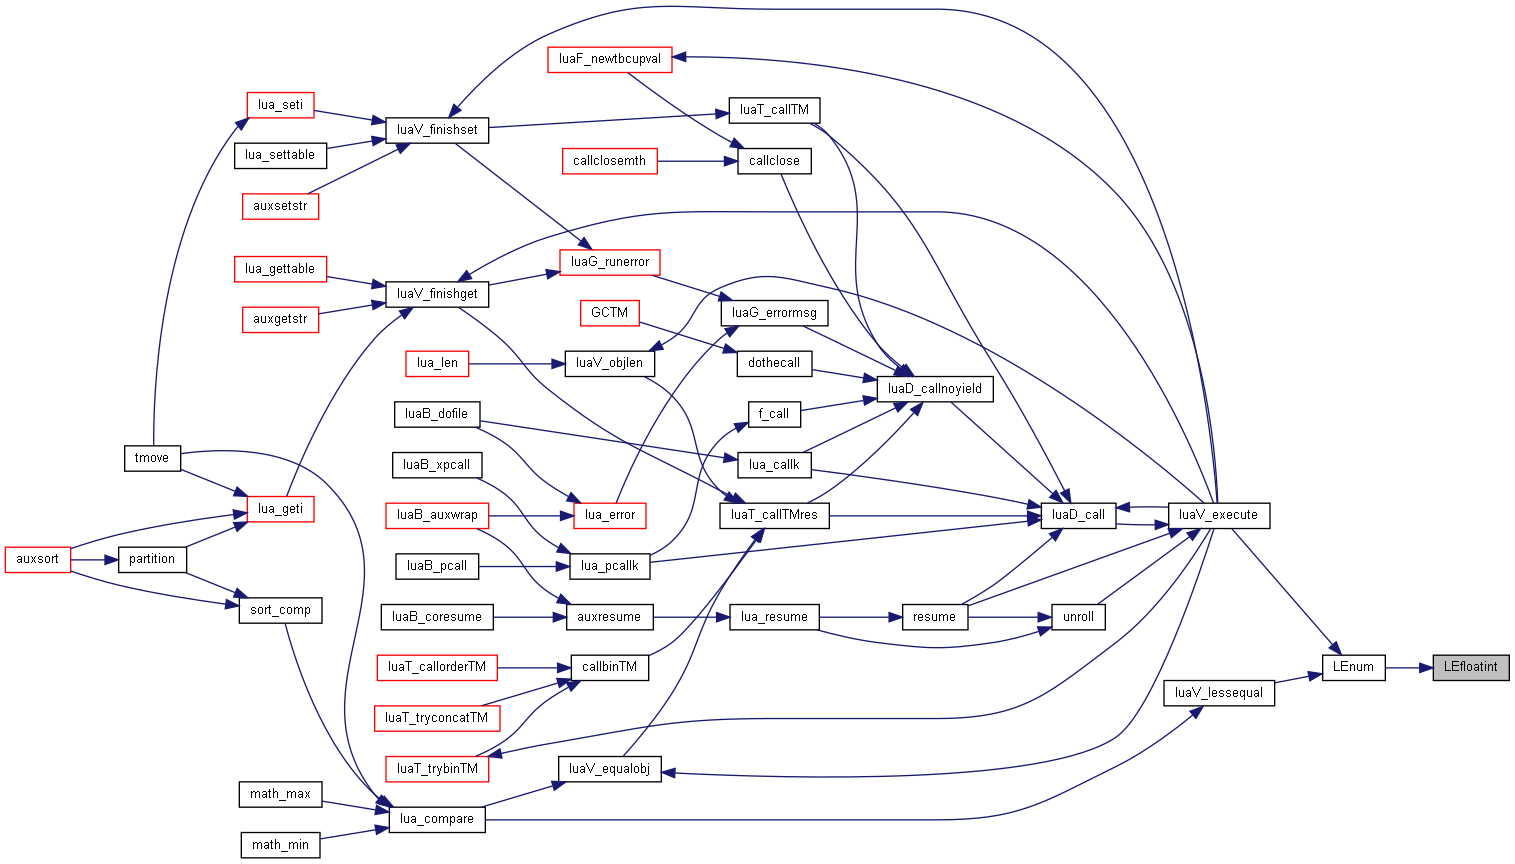 luaF_newtbcupval
lua_seti
luaT_callTM
luaV_finishset
lua_settable
callclosemth
callclose
auxsetstr
lua_gettable
luaG_runerror
luaV_finishget
auxgetstr
GCTM
luaG_errormsg
lua_len
luaV_objlen
dothecall
luaD_callnoyield
luaB_dofile
f_call
tmove
luaB_xpcall
lua_callk
lua_geti
luaB_auxwrap
lua_error
luaT_callTMres
luaD_call
luaV_execute
auxsort
partition
luaB_pcall
lua_pcallk
sort_comp
luaB_coresume
auxresume
lua_resume
resume
unroll
luaT_callorderTM
callbinTM
LEnum
LEfloatint
luaV_lessequal
luaT_tryconcatTM
luaT_trybinTM
luaV_equalobj
math_max
lua_compare
math_min